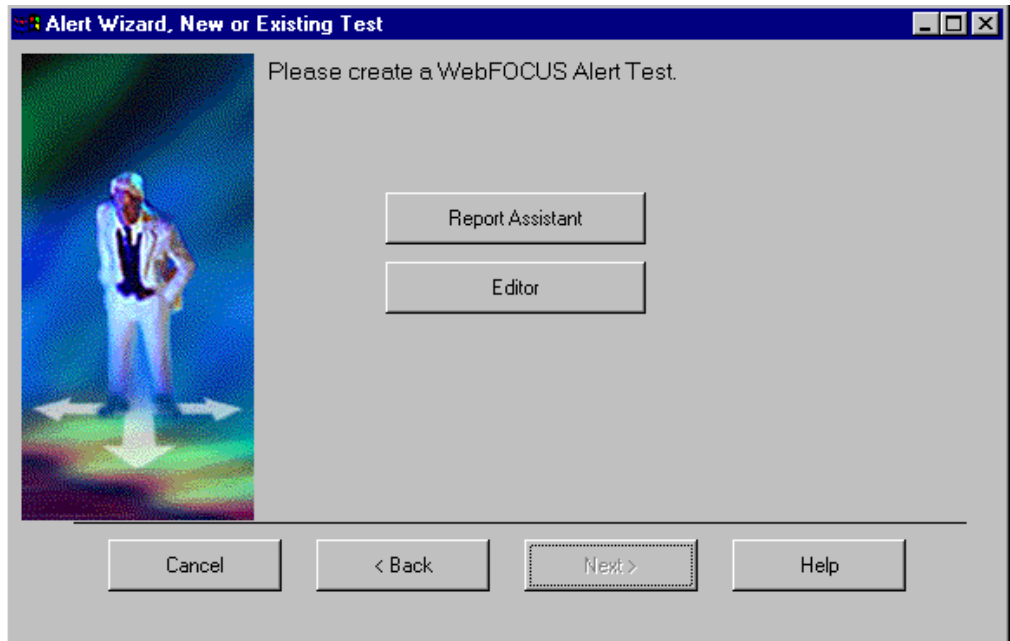 Alert Wizard, New or Existing Test
Please create a WebFOCUS Alert Test.
Report Assistant
Editor
Cancel
< Back
Next >
Help